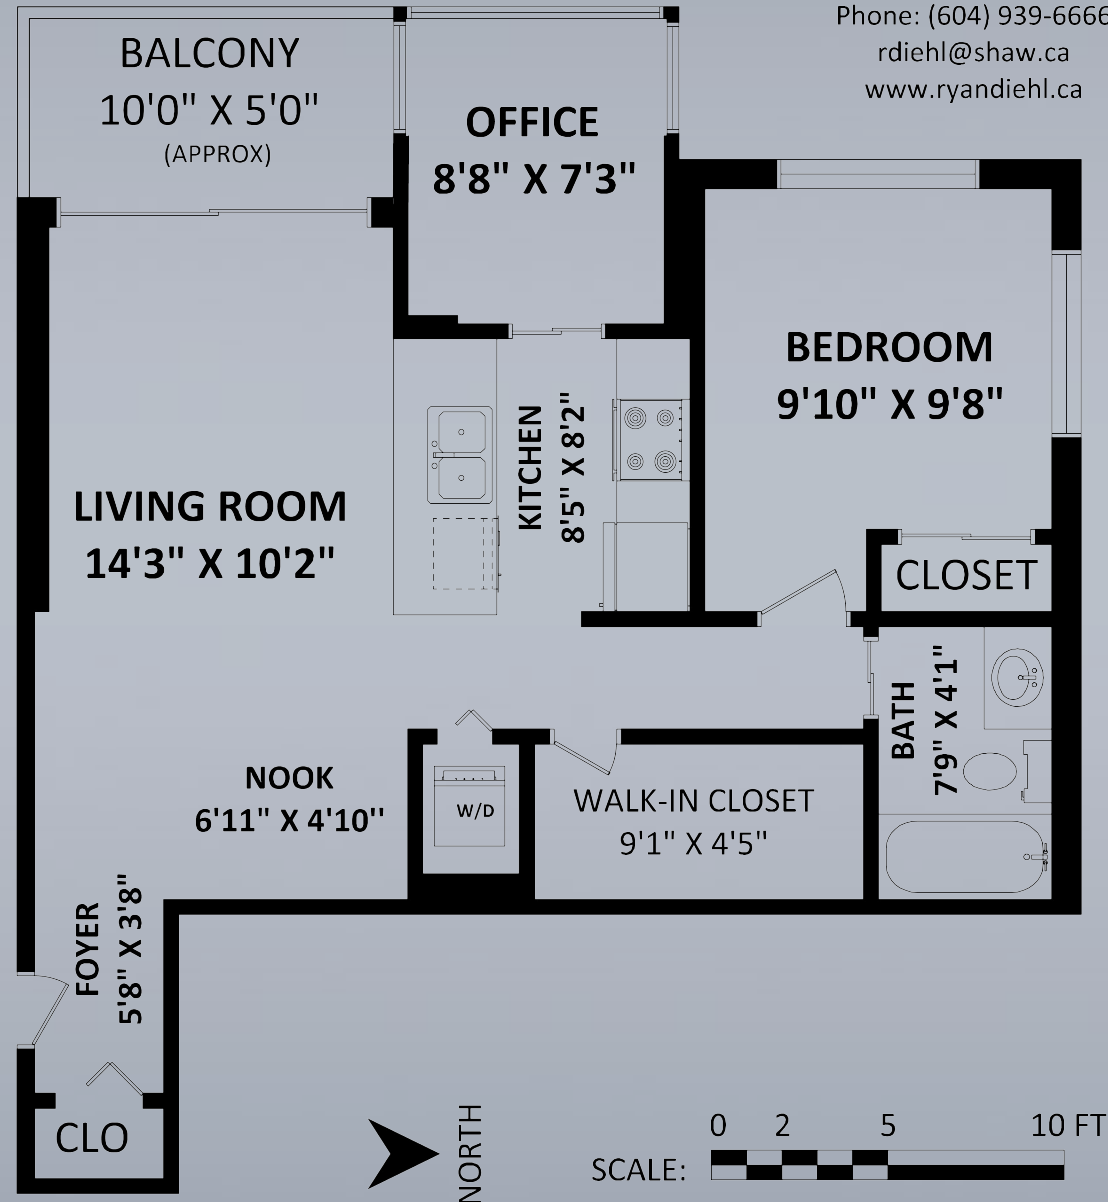 Phone: (604) 939-6666
rdiehl@shaw.ca
www.ryandiehl.ca
BALCONY
10'0" X 5'0"
(APPROX)
OFFICE
8'8" X 7'3"
BEDROOM
9'10" X 9'8"
KITCHEN
8'5" X 8'2"
LIVING ROOM
14'3" X 10'2"
CLOSET
BATH
7'9" X 4'1"
NOOK
6'11" X 4'10"
W/D
WALK-IN CLOSET
9'1" X 4'5"
FOYER
5'8" X 3'8"
CLO
NORTH
0 2 5 10 FT
SCALE: